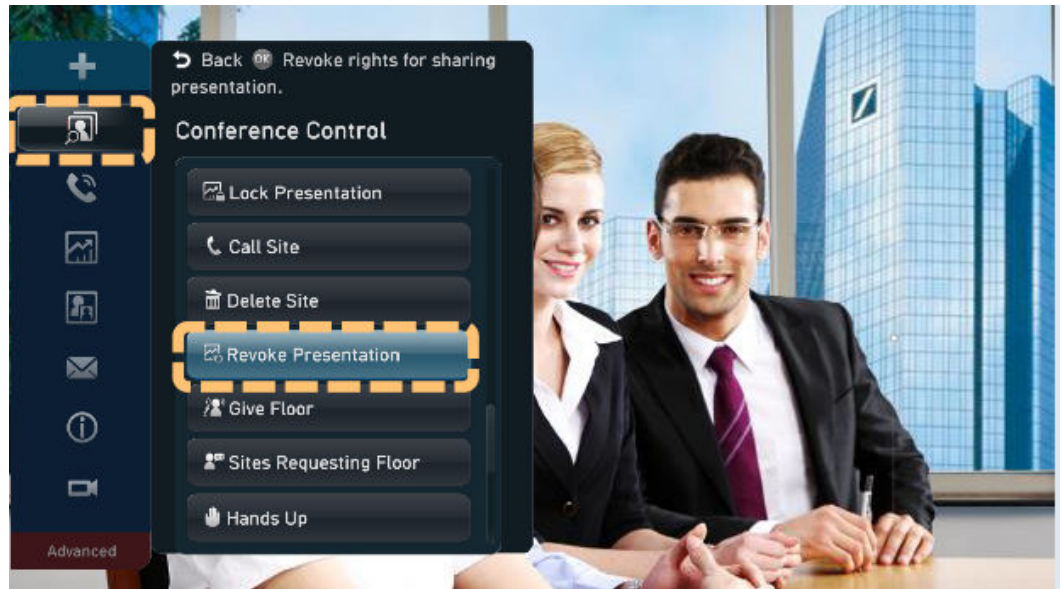 Back OK Revoke rights for sharing
presentation.
Conference Control
Lock Presentation
Call Site
Delete Site
Revoke Presentation
Give Floor
Sites Requesting Floor
Hands Up
Advanced